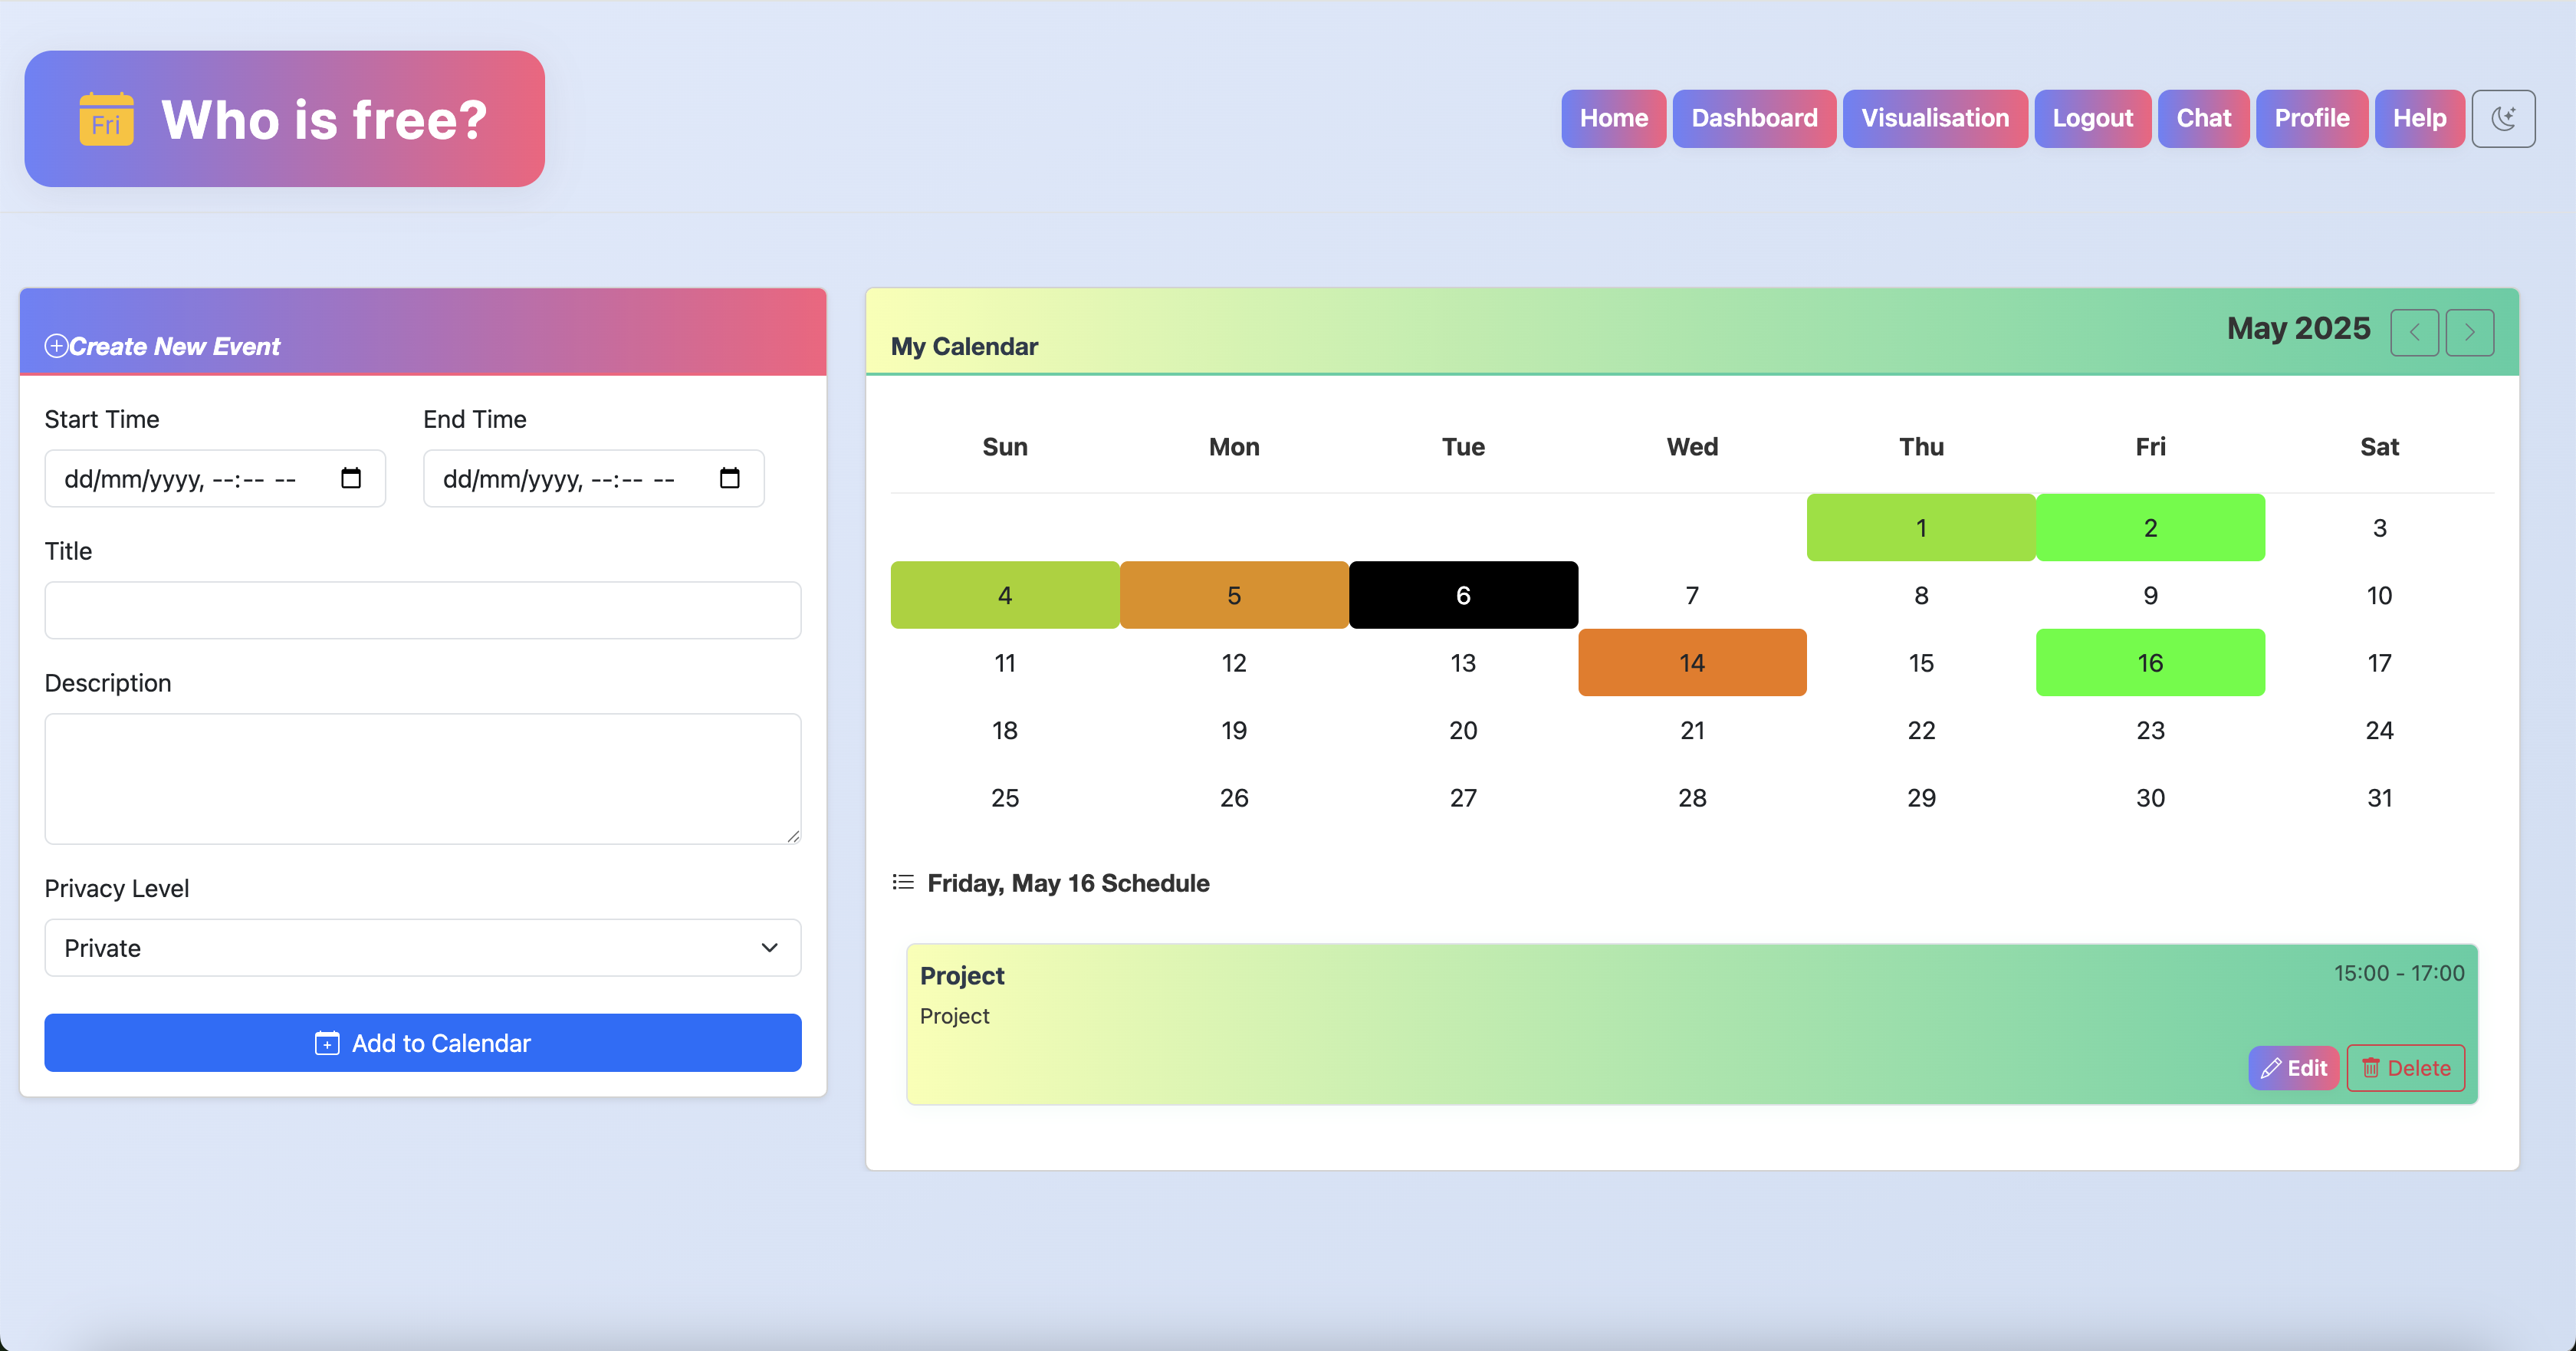 Fri
Who is free?
Home Dashboard Visualisation Logout Chat Profile Help
Create New Event
Start Time End Time
dd/mm/yyyy, --:-- -- dd/mm/yyyy, --:-- --
Title
Description
Privacy Level
Private
Add to Calendar
My Calendar May 2025
Sun Mon Tue Wed Thu Fri Sat
1 2 3
4 5 6 7 8 9 10
11 12 13 14 15 16 17
18 19 20 21 22 23 24
25 26 27 28 29 30 31
Friday, May 16 Schedule
Project 15:00 - 17:00
Project
Edit Delete